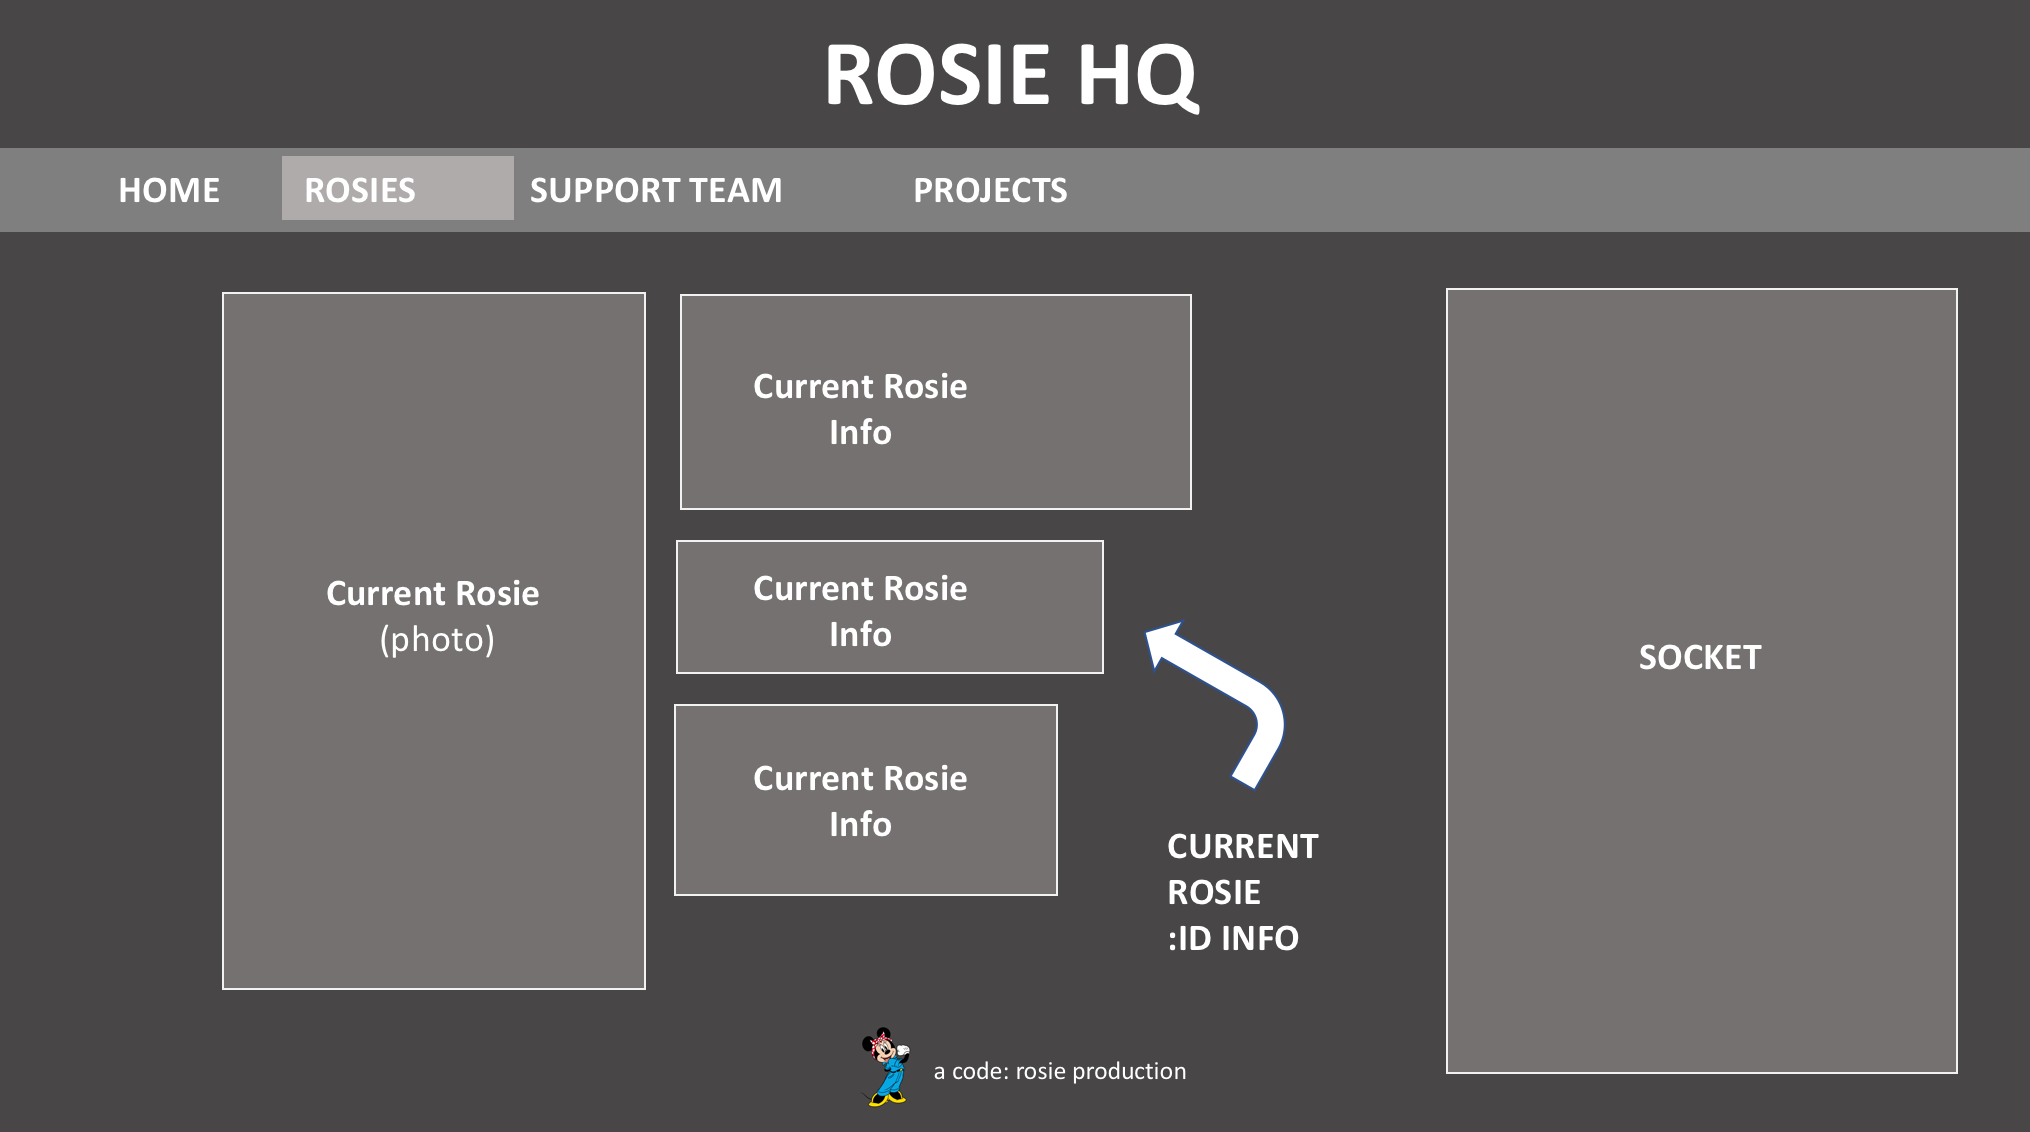 ROSIE HQ
HOME
ROSIES
SUPPORT TEAM
PROJECTS
Current Rosie
(photo)
Current Rosie
Info
Current Rosie
Info
Current Rosie
Info
CURRENT
ROSIE
:ID INFO
SOCKET
a code: rosie production